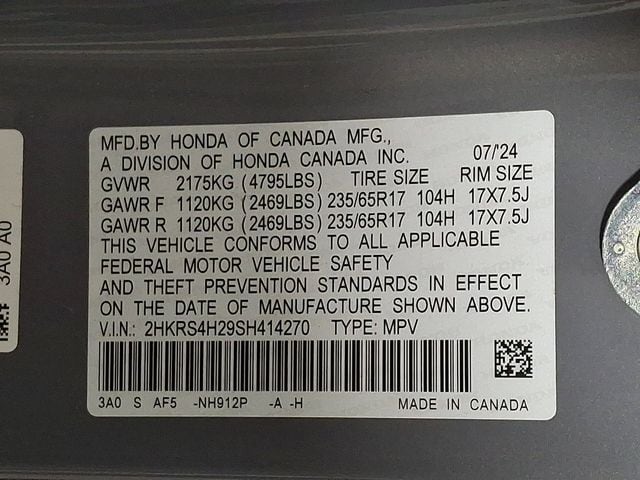 MFD.BY HONDA OF CANADA MFG.,
A DIVISION OF HONDA CANADA INC. 07/'24
GVWR 2175KG (4795LBS) TIRE SIZE RIM SIZE
GAWR F 1120KG (2469LBS) 235/65R17 104H 17X7.5J
GAWR R 1120KG (2469LBS) 235/65R17 104H 17X7.5J
THIS VEHICLE CONFORMS TO ALL APPLICABLE
FEDERAL MOTOR VEHICLE SAFETY
AND THEFT PREVENTION STANDARDS IN EFFECT
ON THE DATE OF MANUFACTURE SHOWN ABOVE.
V.I.N.: 2HKRS4H29SH414270 TYPE: MPV
3A0 S AF5 -NH912P -A -H MADE IN CANADA
3A0 A0